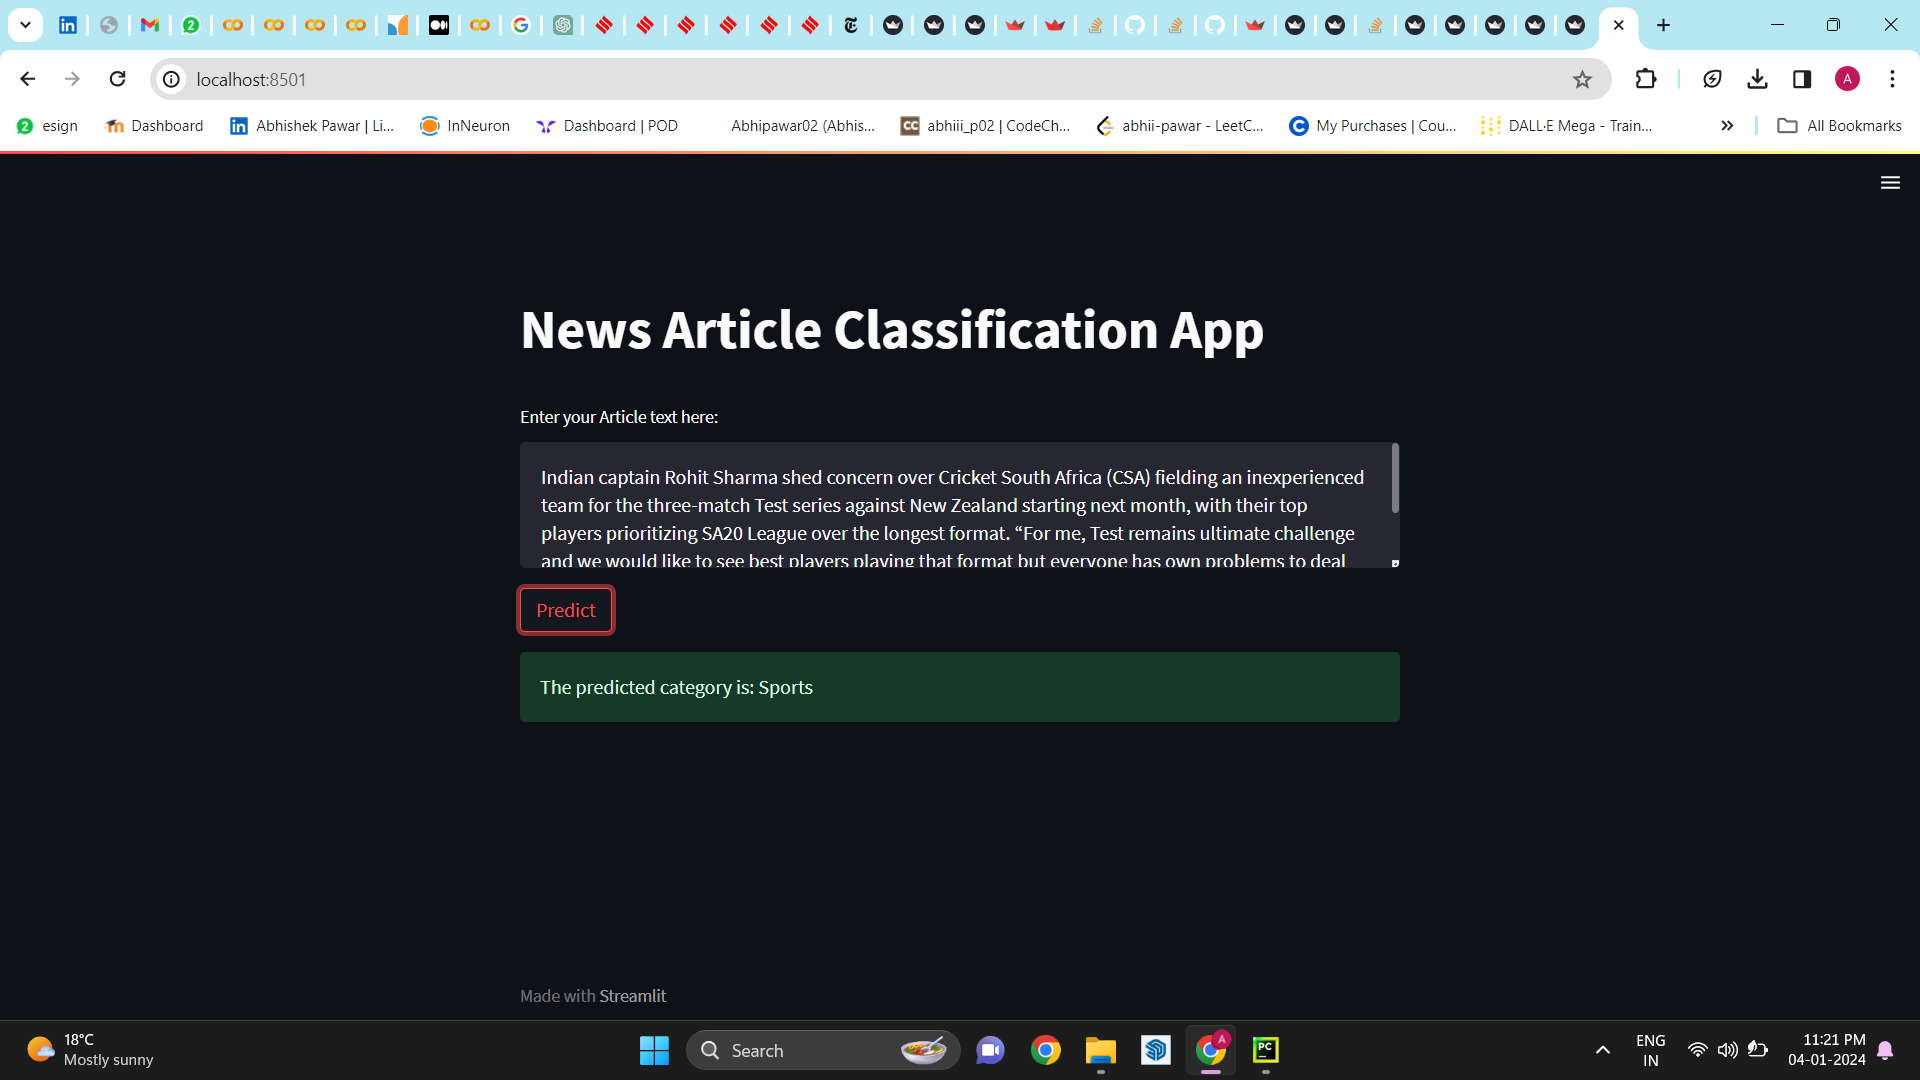 localhost:8501
esign
Dashboard
Abhishek Pawar | Li...
InNeuron
Dashboard | POD
Abhipawar02 (Abhis...
abhiii_p02 | CodeCh...
abhii-pawar - LeetC...
My Purchases | Cou...
DALL·E Mega - Train...
All Bookmarks
News Article Classification App
Enter your Article text here:
Indian captain Rohit Sharma shed concern over Cricket South Africa (CSA) fielding an inexperienced
team for the three-match Test series against New Zealand starting next month, with their top
players prioritizing SA20 League over the longest format. “For me, Test remains ultimate challenge
and we would like to see best players playing that format but everyone has own problems to deal
Predict
The predicted category is: Sports
Made with Streamlit
18°C
Mostly sunny
Search
ENG
IN
11:21 PM
04-01-2024